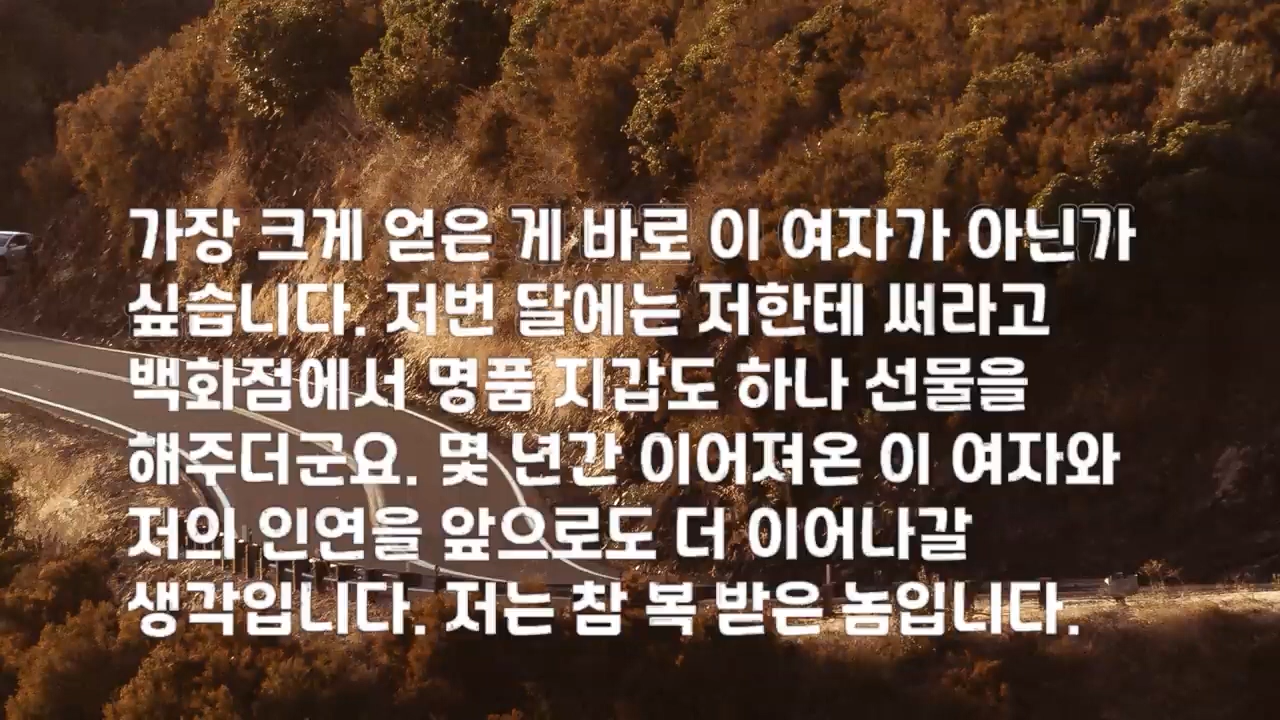 가장 크게 얻은 게 바로 이 여자가 아닌가
싶습니다. 저번 달에는 저한테 써라고
백화점에서 명품 지갑도 하나 선물을
해주더군요. 몇 년간 이어져온 이 여자와
저의 인연을 앞으로도 더 이어나갈
생각입니다. 저는 참 복 받은 놈입니다.